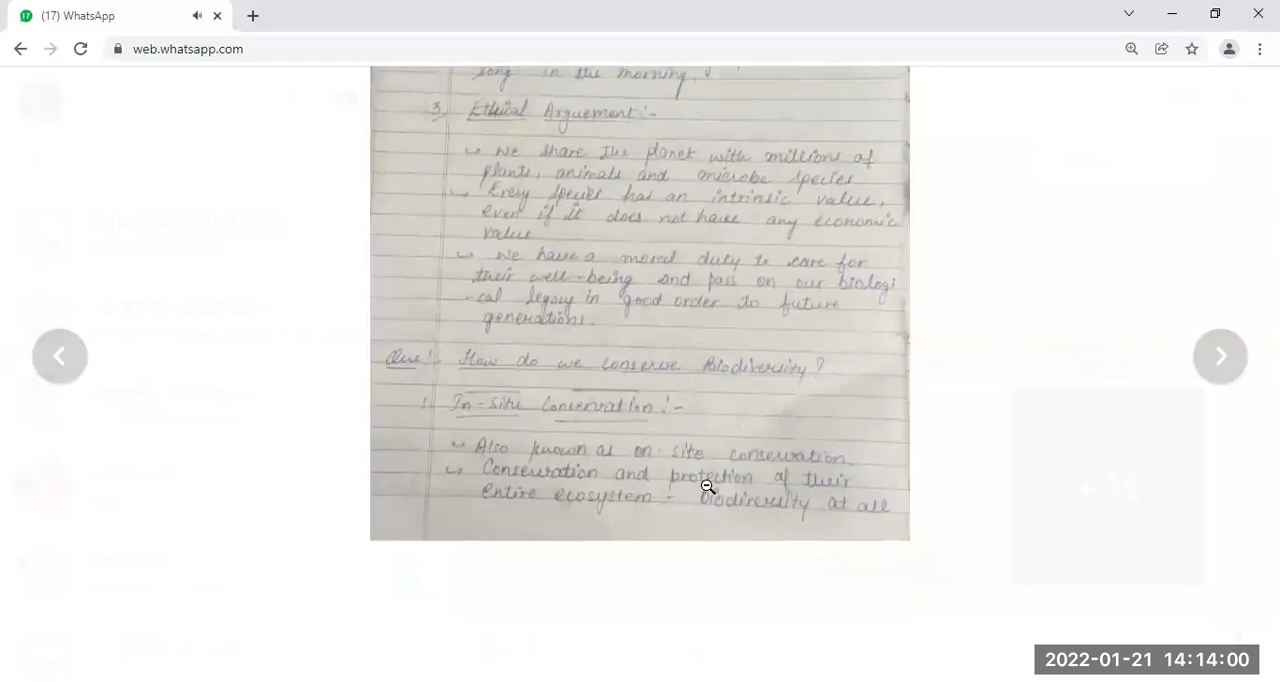 (17) WhatsApp
web.whatsapp.com
song in the morning.
3. Ethical Arguement :-
We share the planet with millions of
plants, animals and microbe species
Every species has an intrinsic value,
even if it does not have any economic
value
We have a moral duty to care for
their well-being and pass on our biologi
-cal legacy in good order to future
generations.
Que:- How do we conserve Biodiversity?
1. In-Situ Conservation :-
Also known as on-site conservation.
Conservation and protection of their
entire ecosystem - biodiversity at all
2022-01-21 14:14:00